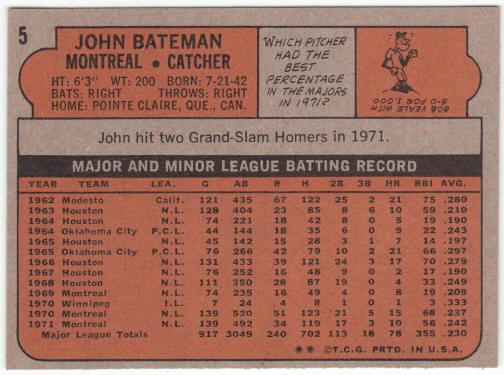 5
JOHN BATEMAN
MONTREAL • CATCHER
HT: 6'3" WT: 200 BORN: 7-21-42
BATS: RIGHT THROWS: RIGHT
HOME: POINTE CLAIRE, QUE., CAN.
WHICH PITCHER
HAD THE
BEST
PERCENTAGE
IN THE MAJORS
IN 1971?
BOB VEALE WITH
6-0 FOR 1.000
John hit two Grand-Slam Homers in 1971.
MAJOR AND MINOR LEAGUE BATTING RECORD
YEAR TEAM LEA. G AB R H 2B 3B HR RBI AVG.
1962 Modesto Calif. 121 435 67 122 25 2 21 75 .280
1963 Houston N.L. 128 404 23 85 8 6 10 59 .210
1964 Houston N.L. 74 221 18 42 8 0 5 19 .190
1964 Oklahoma City P.C.L. 44 144 18 35 6 0 9 22 .243
1965 Houston N.L. 45 142 15 28 3 1 7 14 .197
1965 Oklahoma City P.C.L. 76 266 42 79 10 2 21 66 .297
1966 Houston N.L. 131 433 39 121 24 3 17 70 .279
1967 Houston N.L. 76 252 16 48 9 0 2 17 .190
1968 Houston N.L. 111 350 28 87 19 0 4 33 .249
1969 Montreal N.L. 74 235 16 49 4 0 8 19 .209
1970 Winnipeg I.L. 7 24 4 8 1 0 1 3 .333
1970 Montreal N.L. 139 520 51 123 21 5 15 68 .237
1971 Montreal N.L. 139 492 34 119 17 3 10 56 .242
Major League Totals 917 3049 240 702 113 18 78 355 .230
** ©T.C.G. PRTD. IN U.S.A.